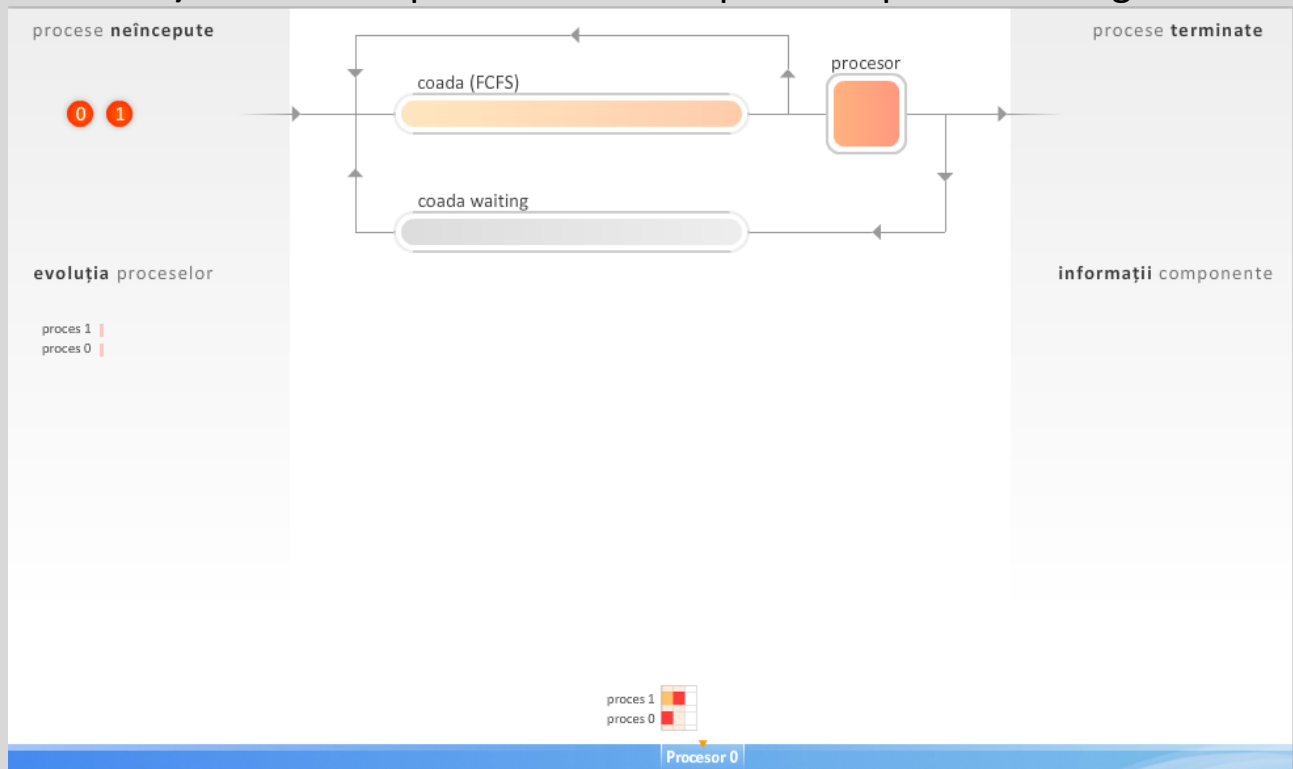 procese neîncepute
procese terminate
procesor
coada (FCFS)
0 1
coada waiting
evoluția proceselor
informații componente
proces 1
proces 0
proces 1
proces 0
Procesor 0